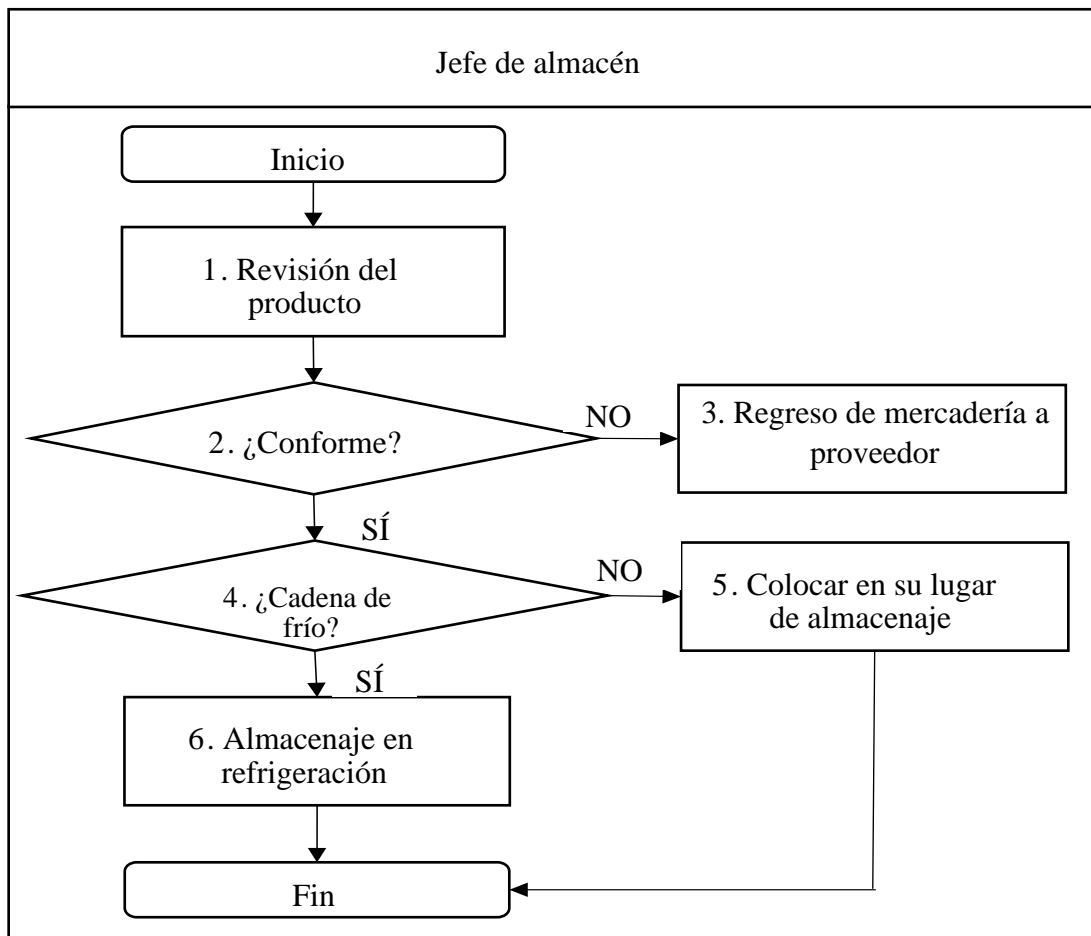 Jefe de almacén
Inicio
1. Revisión del
producto
2. ¿Conforme?
NO
3. Regreso de mercadería a
proveedor
SÍ
4. ¿Cadena de
frío?
NO
5. Colocar en su lugar
de almacenaje
SÍ
6. Almacenaje en
refrigeración
Fin